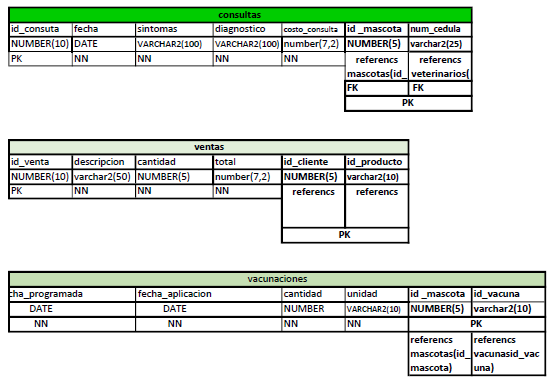 consultas
id_consuta fecha sintomas diagnostico costo_consulta id _mascota num_cedula
NUMBER(10) DATE VARCHAR2(100) VARCHAR2(100) number(7,2) NUMBER(5) varchar2(25)
PK NN NN NN NN referencs referencs
mascotas(id_ veterinarios(
FK FK
PK
ventas
id_venta descripcion cantidad total id_cliente id_producto
NUMBER(10) varchar2(50) NUMBER(5) number(7,2) NUMBER(5) varchar2(10)
PK NN NN NN referencs referencs
PK
vacunaciones
cha_programada fecha_aplicacion cantidad unidad id _mascota id_vacuna
DATE DATE NUMBER VARCHAR2(10) NUMBER(5) varchar2(10)
NN NN NN NN PK
referencs referencs
mascotas(id_ vacunasid_vac
mascota) una)